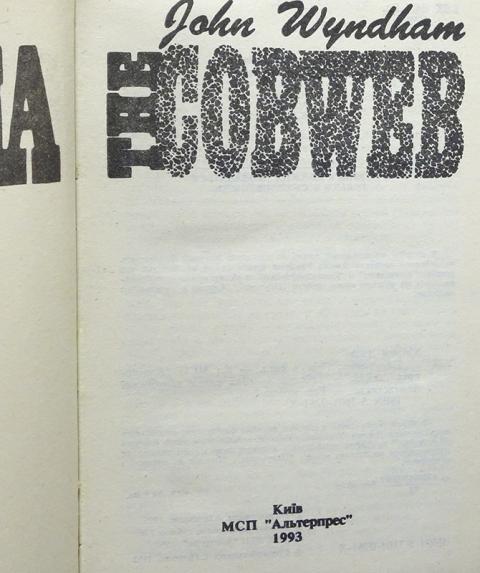 John Wyndham
THE COBWEB
Київ
МСП "Альтерпрес"
1993